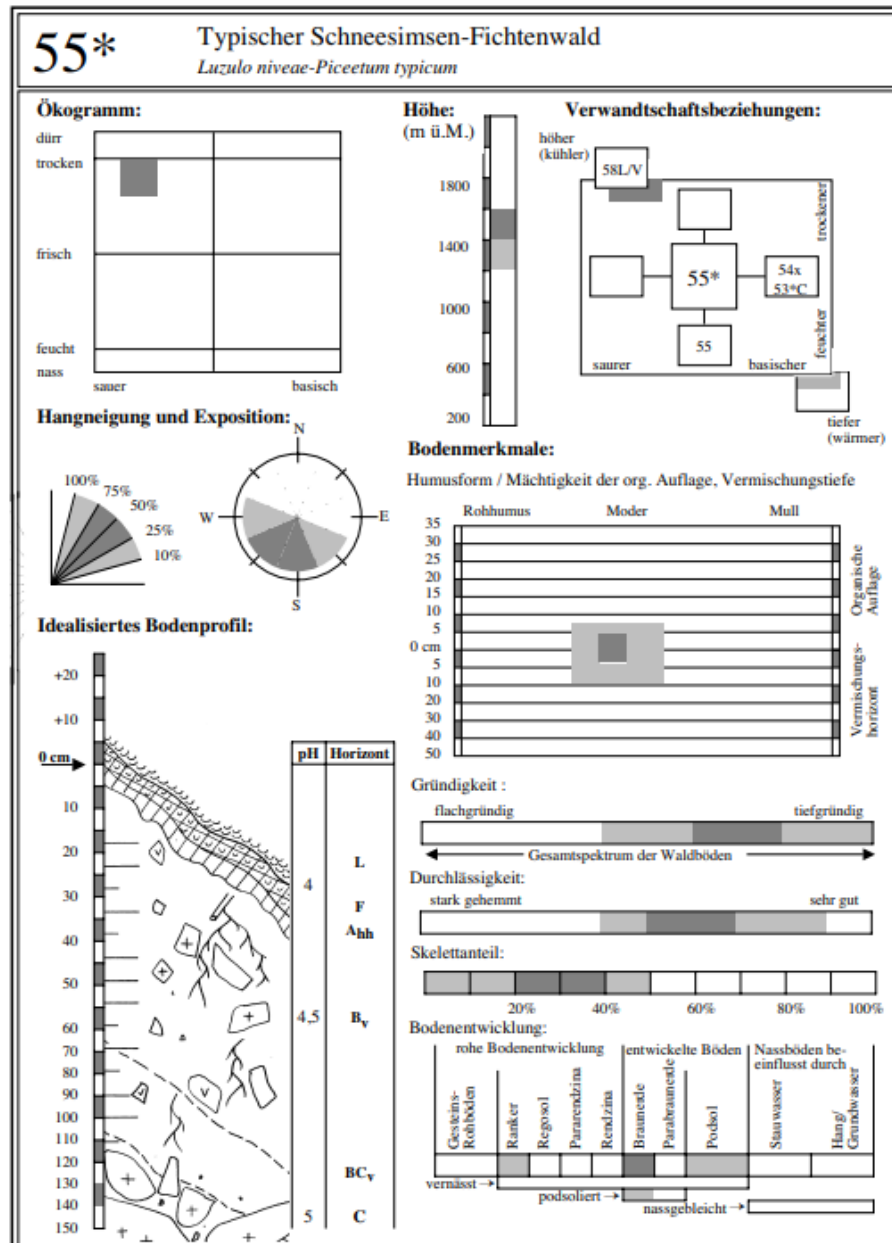 55*
Typischer Schneesimsen-Fichtenwald
Luzulo niveae-Piceetum typicum
Ökogramm:
dürr
trocken
frisch
feucht
nass
sauer basisch
Höhe:
(m ü.M.)
1800
1400
1000
600
200
Verwandtschaftsbeziehungen:
höher
(kühler)
58L/V
trockener
55*
54x
53*C
55
feuchter
saurer basischer
tiefer
(wärmer)
Hangneigung und Exposition:
100%
75%
50%
25%
10%
N
W
E
S
Bodenmerkmale:
Humusform / Mächtigkeit der org. Auflage, Vermischungstiefe
Rohhumus Moder Mull
35
30
25
20
15
10
5
0 cm
5
10
20
30
40
50
Organische
Auflage
Vermischungs-
horizont
Idealisiertes Bodenprofil:
+20
+10
0 cm
10
20
30
40
50
60
70
80
90
100
110
120
130
140
150
pH Horizont
L
4
F
Ahh
4,5 Bv
BCv
5 C
Gründigkeit :
flachgründig tiefgründig
Gesamtspektrum der Waldböden
Durchlässigkeit:
stark gehemmt sehr gut
Skelettanteil:
20% 40% 60% 80% 100%
Bodenentwicklung:
rohe Bodenentwicklung
entwickelte Böden
Nassböden be-
einflusst durch
Gesteins-
Rohböden
Ranker
Regosol
Pararendzina
Rendzina
Braunerde
Parabraunerde
Podsol
Stauwasser
Hang/
Grundwasser
vernässt
podsoliert
nassgebleicht